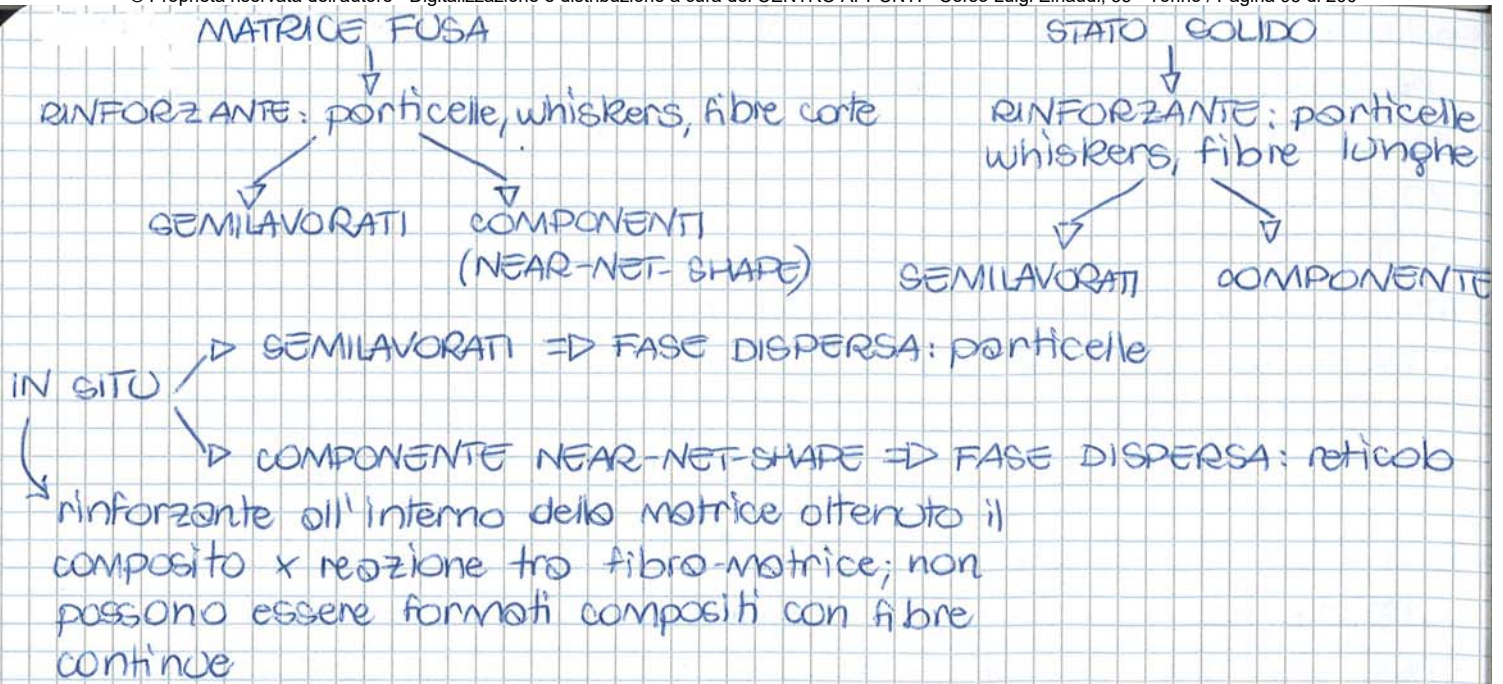 MATRICE FUSA
RINFORZANTE: particelle, whiskers, fibre corte
SEMILAVORATI COMPONENTI
(NEAR-NET-SHAPE)
STATO SOLIDO
RINFORZANTE: particelle
whiskers, fibre lunghe
SEMILAVORATI COMPONENTE
IN SITU
SEMILAVORATI => FASE DISPERSA: particelle
COMPONENTE NEAR-NET-SHAPE => FASE DISPERSA: reticolo
rinforzante all'interno della matrice ottenuto il
composito x reazione tra fibra-matrice; non
possono essere formati compositi con fibre
continue